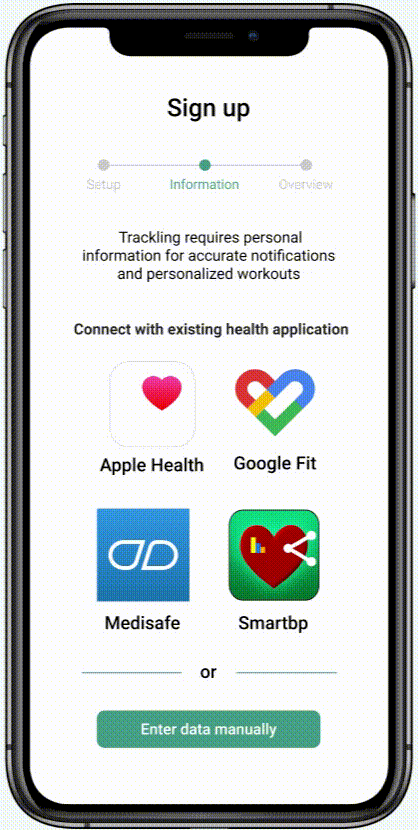 Sign up
Setup
Information
Overview
Trackling requires personal
information for accurate notifications
and personalized workouts
Connect with existing health application
Apple Health
Google Fit
Medisafe
Smartbp
or
Enter data manually